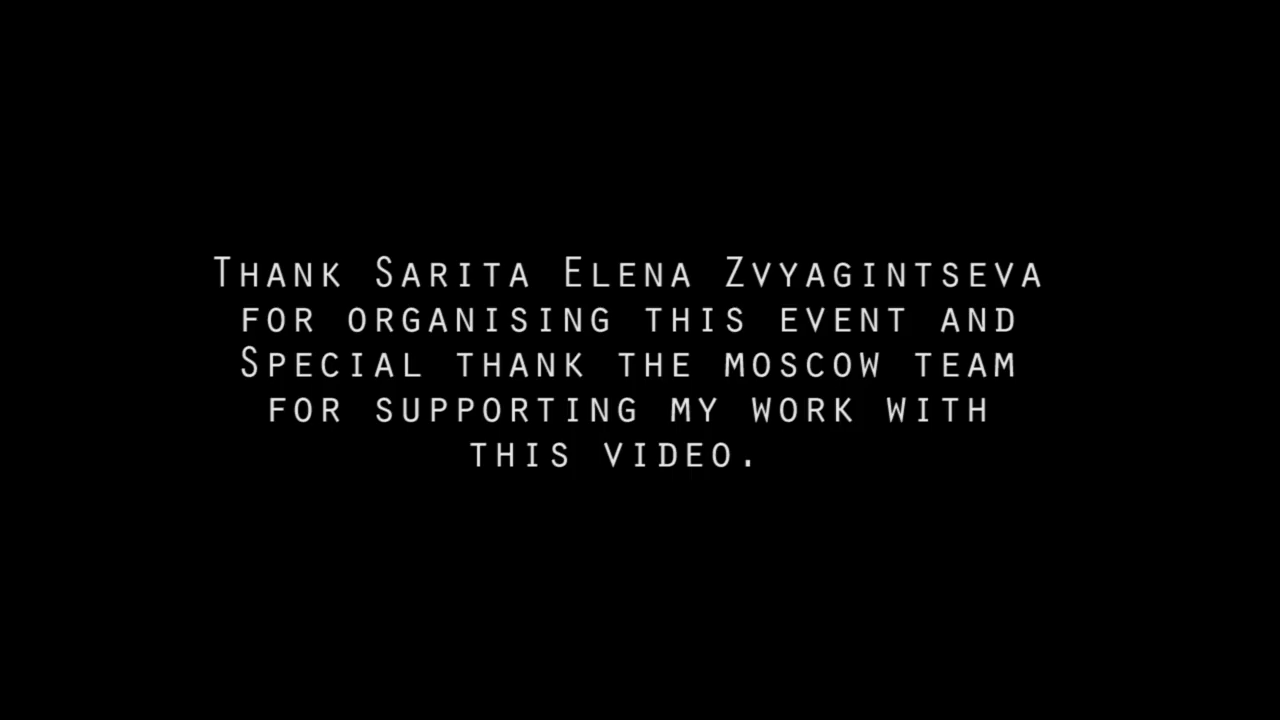 Thank Sarita Elena Zvyagintseva
for organising this event and
Special thank the moscow team
for supporting my work with
this video.